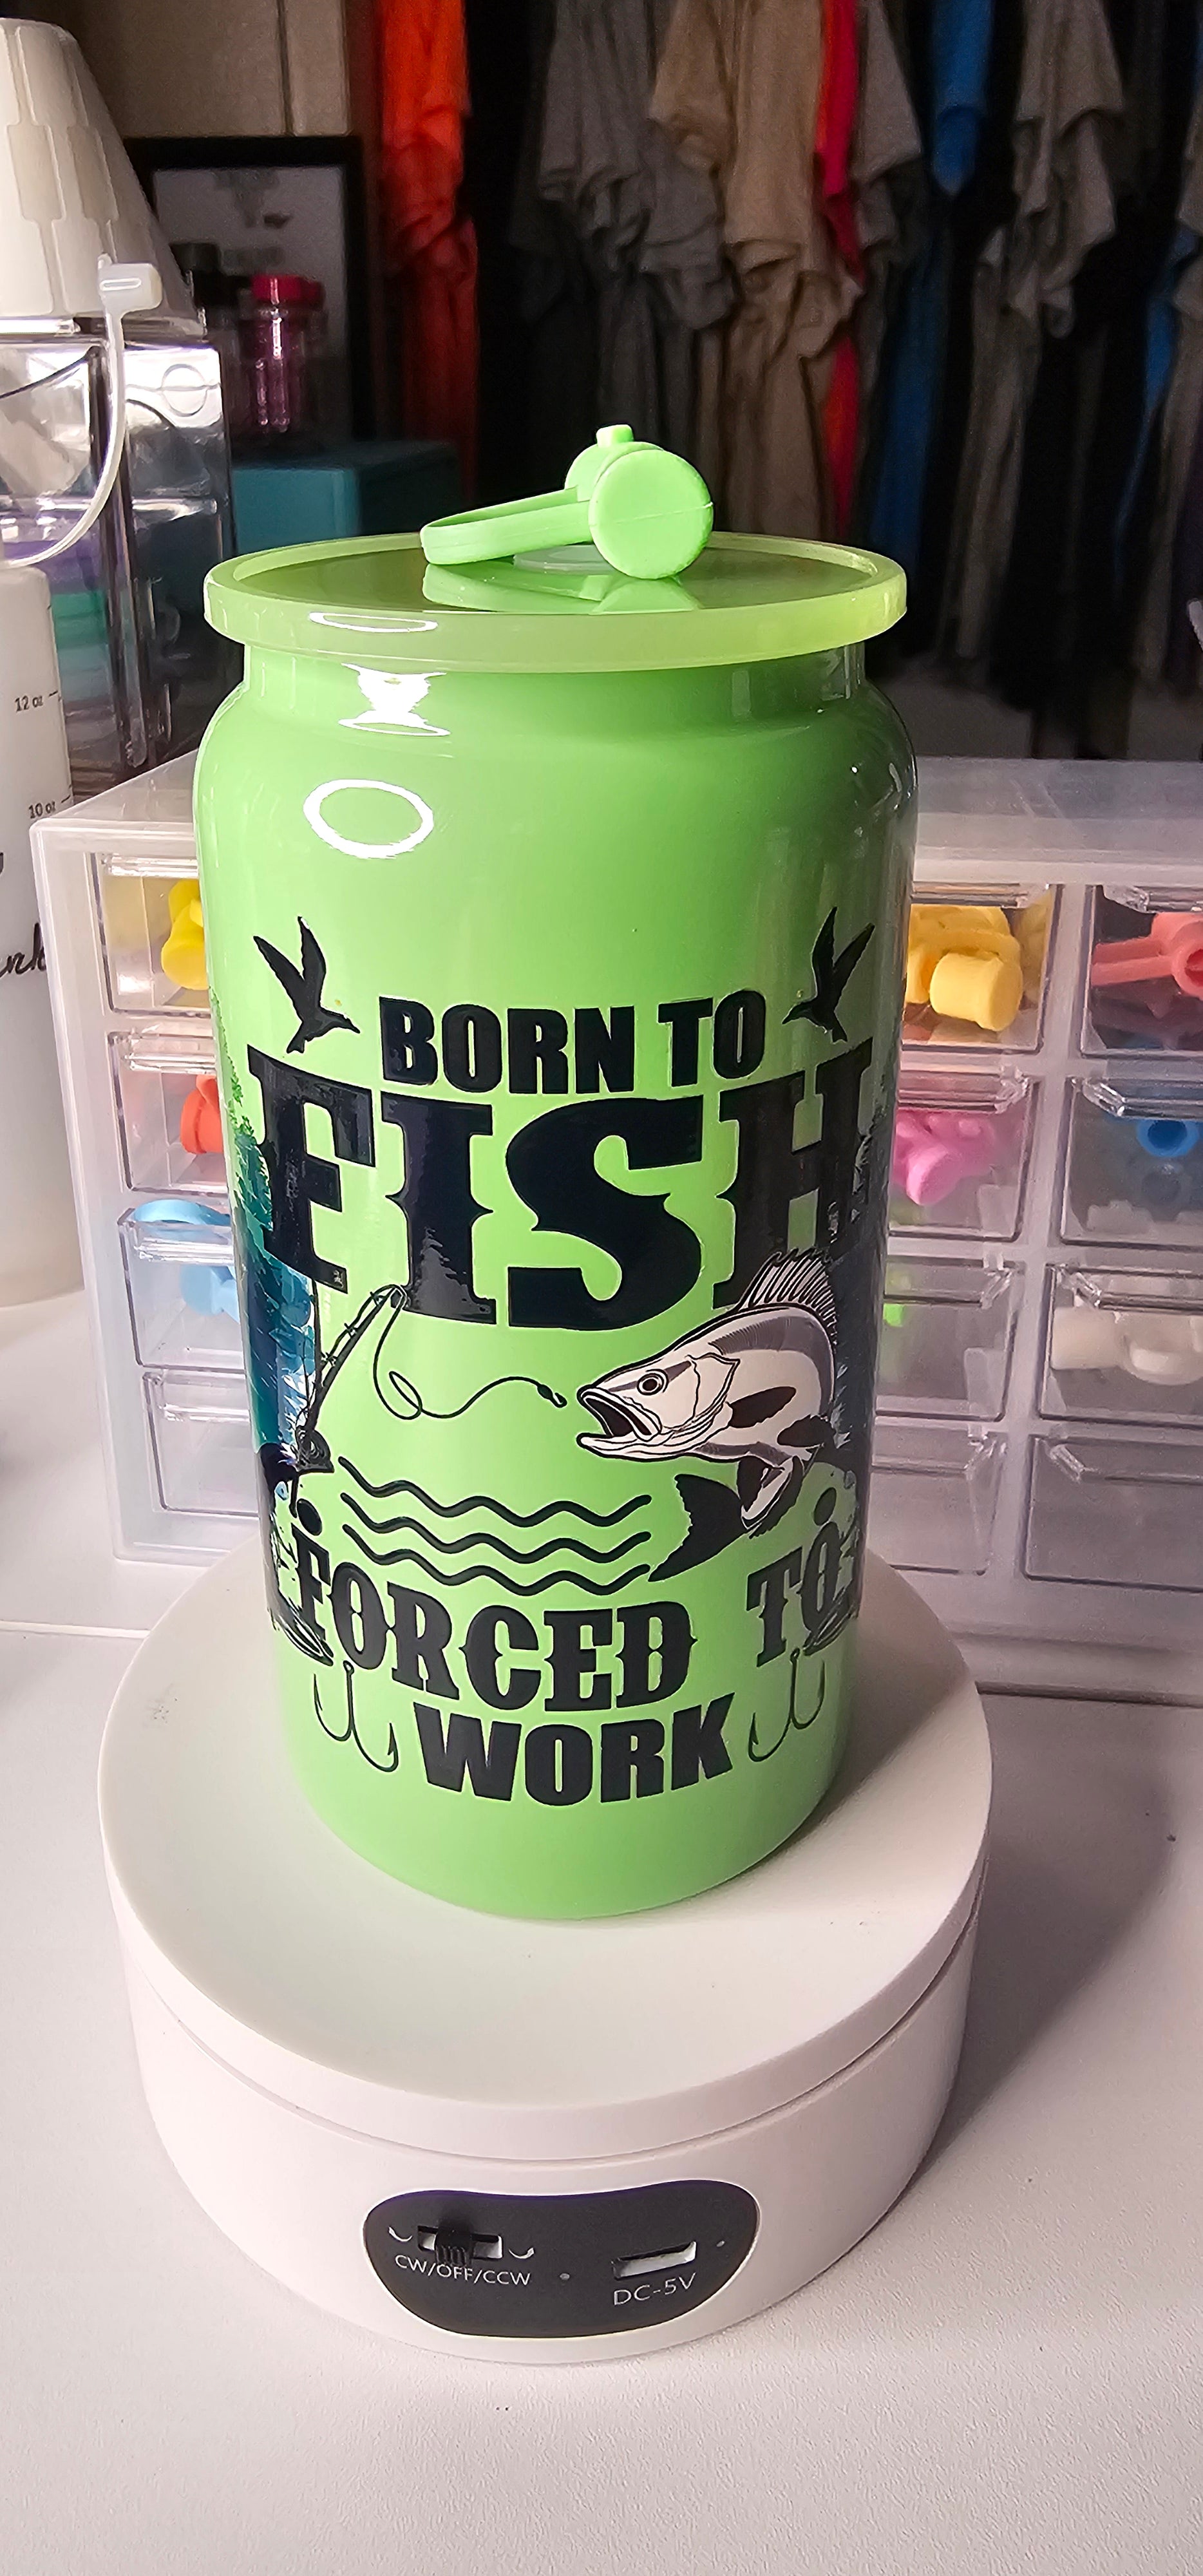 12 oz
10 oz
BORN TO
FISH
FORCED TO
WORK
CW/OFF/CCW
DC-5V